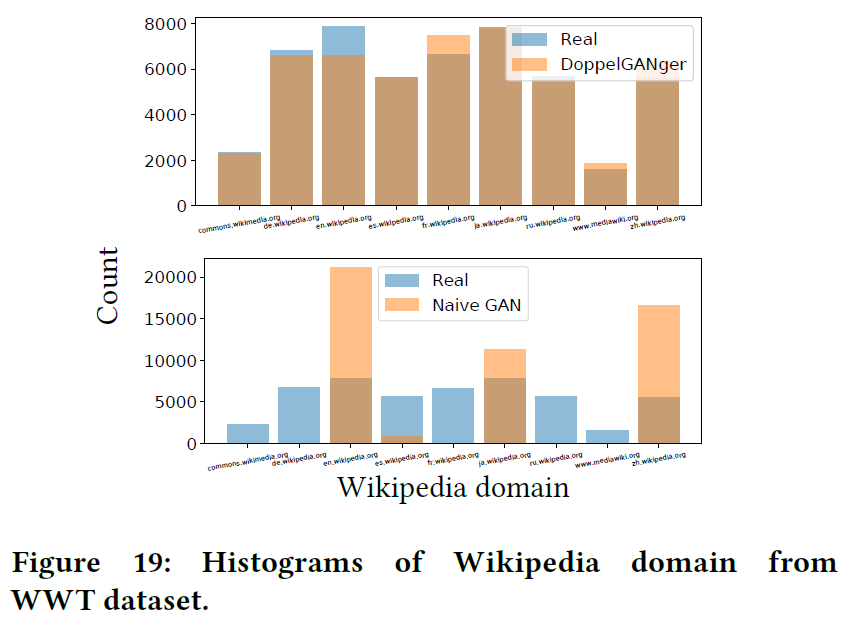 8000
6000
4000
2000
0
Real
DoppelGANger
commons.wikimedia.org
de.wikipedia.org
en.wikipedia.org
es.wikipedia.org
fr.wikipedia.org
ja.wikipedia.org
ru.wikipedia.org
www.mediawiki.org
zh.wikipedia.org
Count
20000
15000
10000
5000
0
Real
Naive GAN
commons.wikimedia.org
de.wikipedia.org
en.wikipedia.org
es.wikipedia.org
fr.wikipedia.org
ja.wikipedia.org
ru.wikipedia.org
www.mediawiki.org
zh.wikipedia.org
Wikipedia domain
Figure 19: Histograms of Wikipedia domain from
WWT dataset.